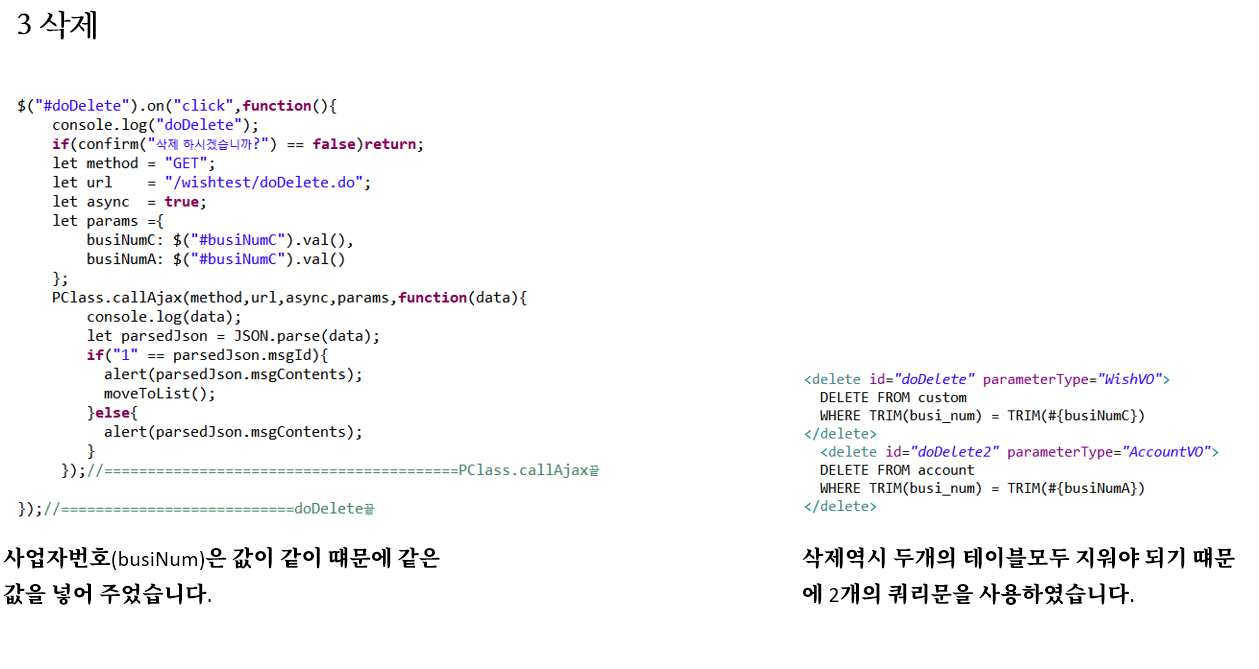 3 삭제
$("#doDelete").on("click",function(){
    console.log("doDelete");
    if(confirm("삭제 하시겠습니까?") == false)return;
    let method = "GET";
    let url    = "/wishtest/doDelete.do";
    let async  = true;
    let params ={
        busiNumC: $("#busiNumC").val(),
        busiNumA: $("#busiNumC").val()
    };
    PClass.callAjax(method,url,async,params,function(data){
        console.log(data);
        let parsedJson = JSON.parse(data);
        if("1" == parsedJson.msgId){
          alert(parsedJson.msgContents);
          moveToList();
        }else{
          alert(parsedJson.msgContents);
        }
     });//=========================================PClass.callAjax끝
});//===========================doDelete끝
사업자번호(busiNum)은 값이 같이 떄문에 같은
값을 넣어 주었습니다.
<delete id="doDelete" parameterType="WishVO">
  DELETE FROM custom
  WHERE TRIM(busi_num) = TRIM(#{busiNumC})
</delete>
  <delete id="doDelete2" parameterType="AccountVO">
  DELETE FROM account
  WHERE TRIM(busi_num) = TRIM(#{busiNumA})
</delete>
삭제역시 두개의 테이블모두 지워야 되기 떄문
에 2개의 쿼리문을 사용하였습니다.